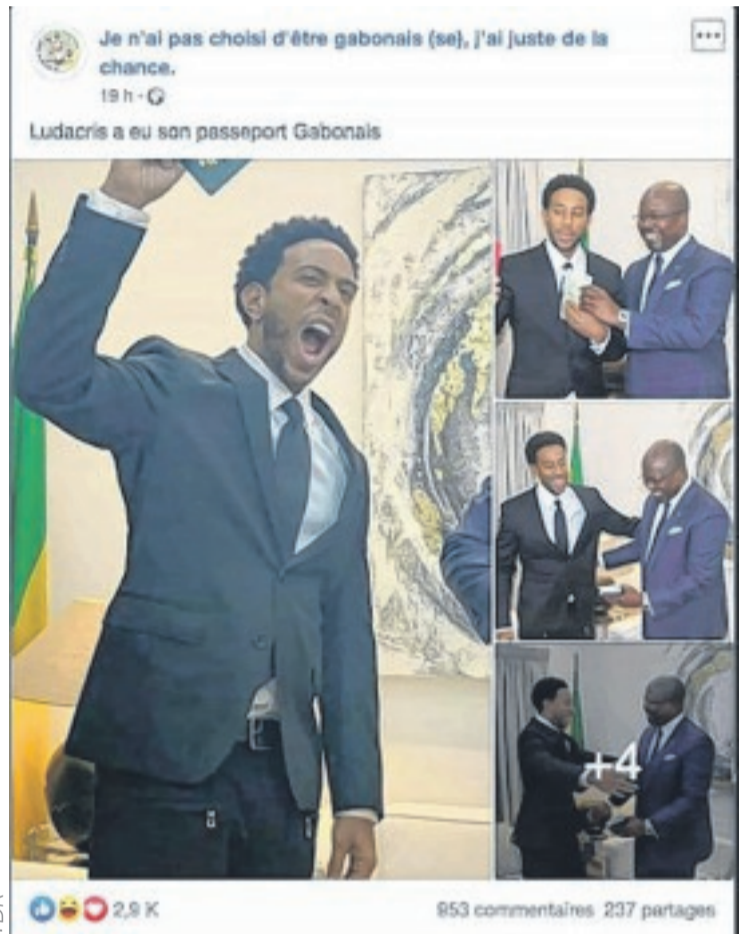 Je n'ai pas choisi d'être gabonais (se), j'ai juste de la
chance.
19 h ·
Ludacris a eu son passeport Gabonais
+4
2,9 K
953 commentaires 237 partages